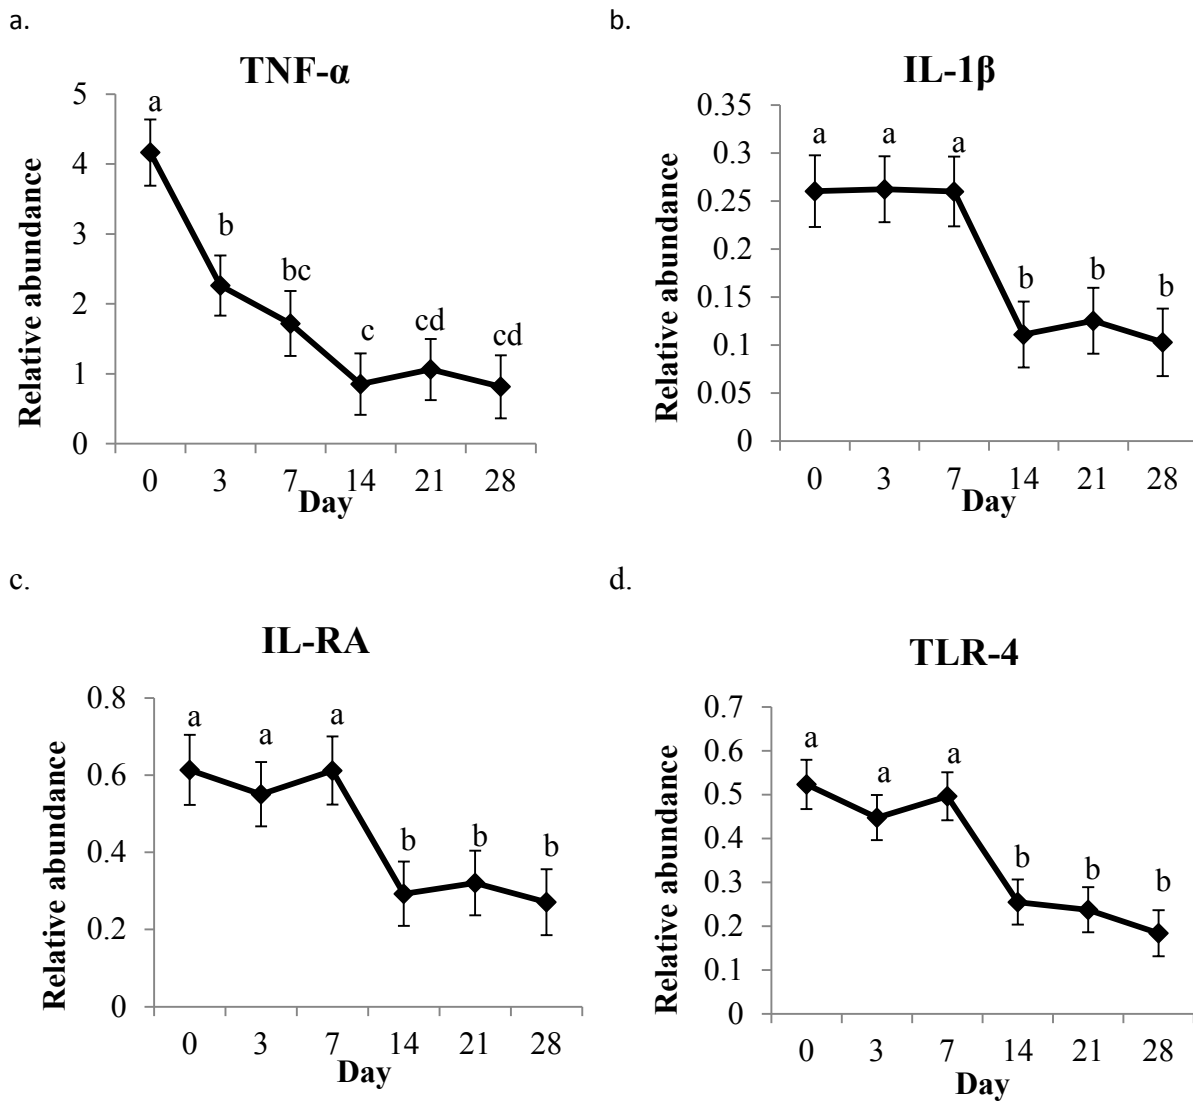 a.
TNF-α
Relative abundance
5
4
3
2
1
0
a
b
bc
c
cd
cd
0 3 7 14 21 28
Day
b.
IL-1β
Relative abundance
0.35
0.3
0.25
0.2
0.15
0.1
0.05
0
a
a
a
b
b
b
0 3 7 14 21 28
Day
c.
IL-RA
Relative abundance
0.8
0.6
0.4
0.2
0
a
a
a
b
b
b
0 3 7 14 21 28
Day
d.
TLR-4
Relative abundance
0.7
0.6
0.5
0.4
0.3
0.2
0.1
0
a
a
a
b
b
b
0 3 7 14 21 28
Day